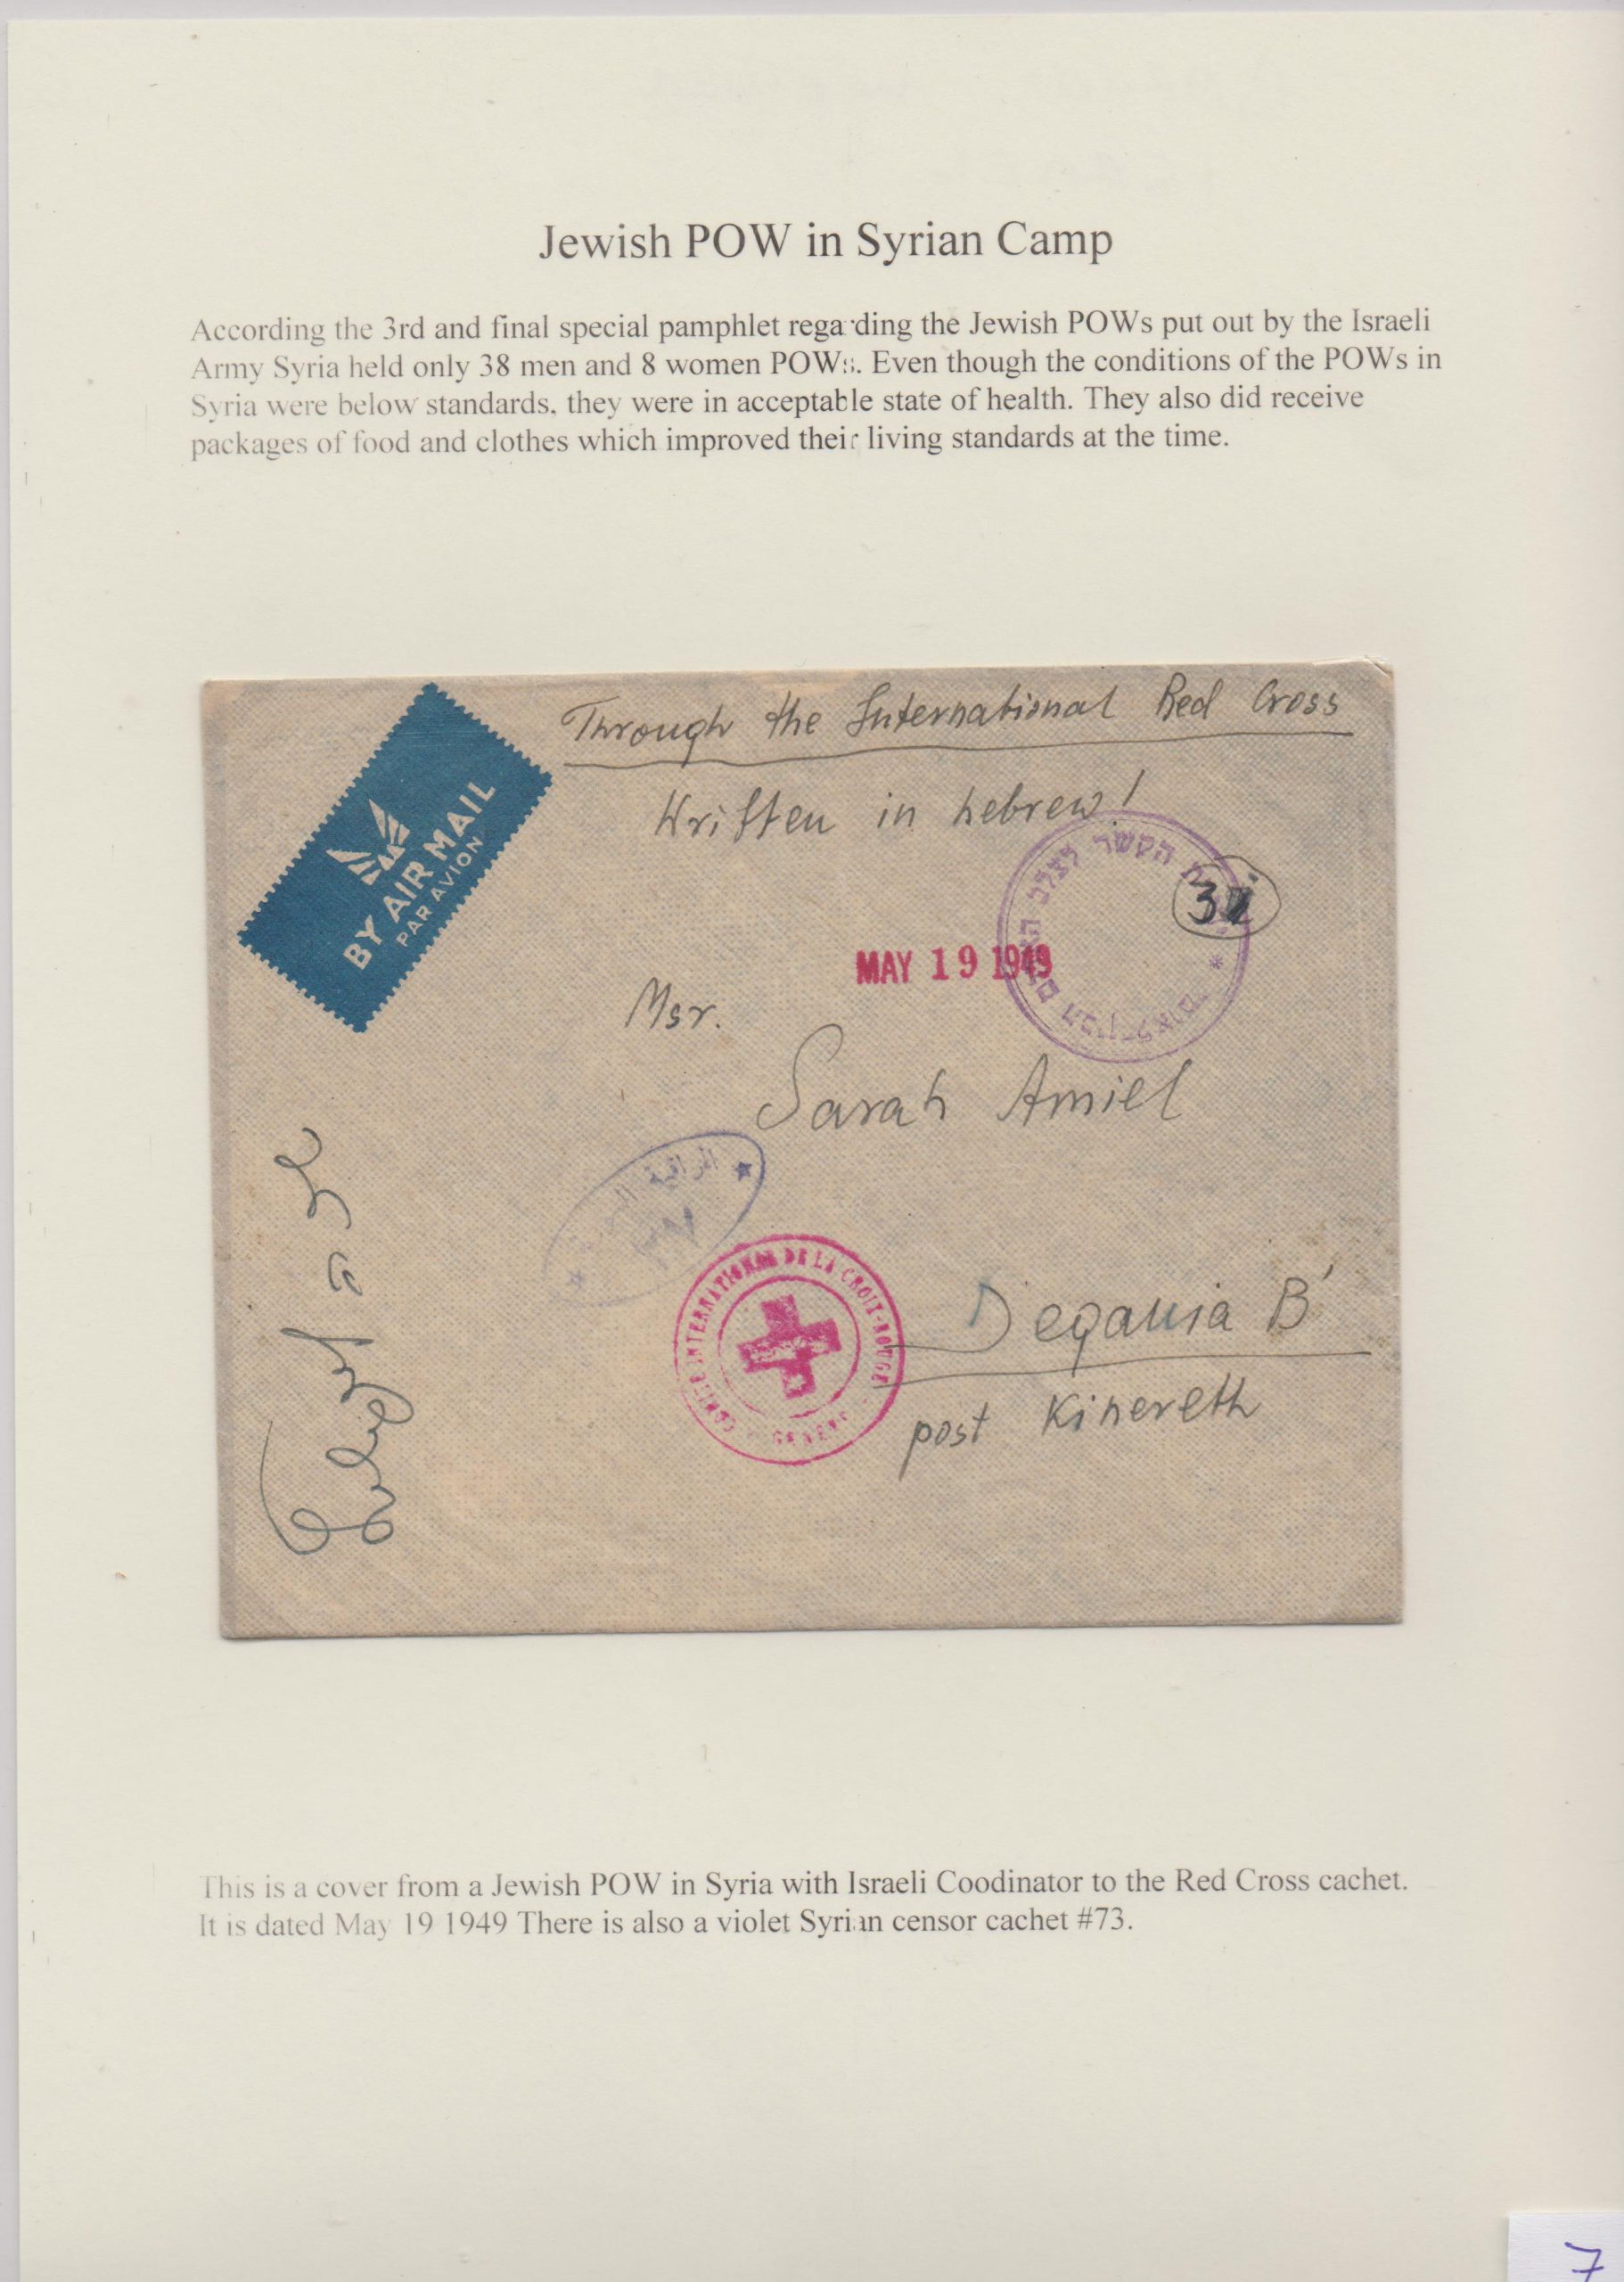 Jewish POW in Syrian Camp
According the 3rd and final special pamphlet regarding the Jewish POWs put out by the Israeli
Army Syria held only 38 men and 8 women POWs. Even though the conditions of the POWs in
Syria were below standards, they were in acceptable state of health. They also did receive
packages of food and clothes which improved their living standards at the time.
Through the International Red Cross
Written in hebrew!
BY AIR MAIL
PAR AVION
הקשר לצלב
MAY 19 1949
Msr.
Sarah Amiel
COMITE INTERNATIONAL DE LA CROIX-ROUGE
GENEVE
Degania B'
post Kinereth
This is a cover from a Jewish POW in Syria with Israeli Coodinator to the Red Cross cachet.
It is dated May 19 1949 There is also a violet Syrian censor cachet #73.
7